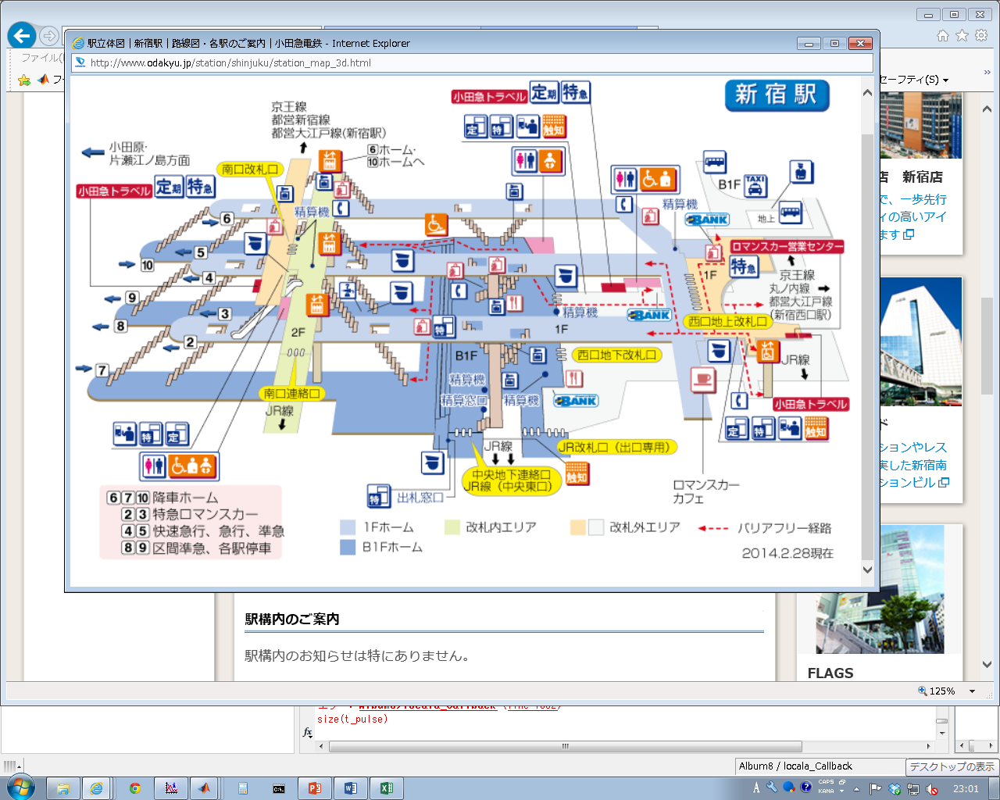 駅立体図 | 新宿駅 | 路線図・各駅のご案内 | 小田急電鉄 - Internet Explorer
http://www.odakyu.jp/station/shinjuku/station_map_3d.html
ファイル(
セーフティ(S)
フ
新宿駅
小田急トラベル 定期 特急
定 特 触知
京王線
都営新宿線
都営大江戸線(新宿駅)
小田原・
片瀬江ノ島方面
6 ホーム・
10 ホームへ
南口改札口
小田急トラベル 定期 特急
精算機
B1F TAXI
地上
精算機
BANK
ロマンスカー営業センター
特急
1F
京王線
丸ノ内線
都営大江戸線
(新宿西口駅)
6
5
10
4
9
3
8
2
7
2F
特
精算機
BANK
1F
西口地上改札口
B1F
西口地下改札口
JR線
精算機
精算窓口
精算機
BANK
南口連絡口
JR線
小田急トラベル
特 定
定 特 触知
JR線
JR改札口（出口専用）
中央地下連絡口
JR線（中央東口）
触知
特 出札窓口
ロマンスカー
カフェ
6 7 10 降車ホーム
2 3 特急ロマンスカー
4 5 快速急行、急行、準急
8 9 区間準急、各駅停車
1Fホーム
改札内エリア
改札外エリア
バリアフリー経路
B1Fホーム
2014.2.28現在
店 新宿店
で、一歩先行
ィの高いアイ
ます
ド
ションやレス
実した新宿南
ションビル
FLAGS
駅構内のご案内
駅構内のお知らせは特にありません。
125%
size(t_pulse)
fx
Album8 / locala_Callback
デスクトップの表示
A
CAPS
KANA
23:01